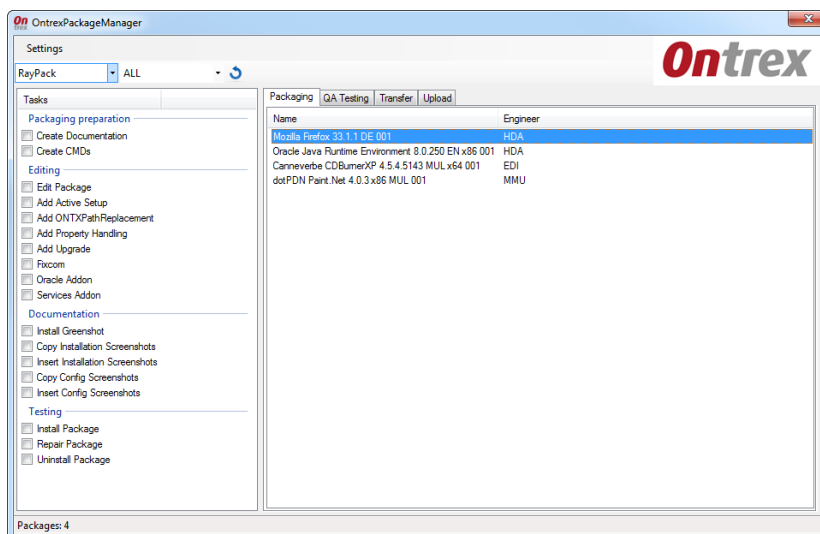 On trex OntrexPackageManager
Settings
Ontrex
RayPack ALL
Tasks
Packaging preparation
Create Documentation
Create CMDs
Editing
Edit Package
Add Active Setup
Add ONTXPathReplacement
Add Property Handling
Add Upgrade
Fixcom
Oracle Addon
Services Addon
Documentation
Install Greenshot
Copy Installation Screenshots
Insert Installation Screenshots
Copy Config Screenshots
Insert Config Screenshots
Testing
Install Package
Repair Package
Uninstall Package
Packaging QA Testing Transfer Upload
Name Engineer
Mozilla Firefox 33.1.1 DE 001 HDA
Oracle Java Runtime Environment 8.0.250 EN x86 001 HDA
Canneverbe CDBurnerXP 4.5.4.5143 MUL x64 001 EDI
dotPDN Paint.Net 4.0.3 x86 MUL 001 MMU
Packages: 4